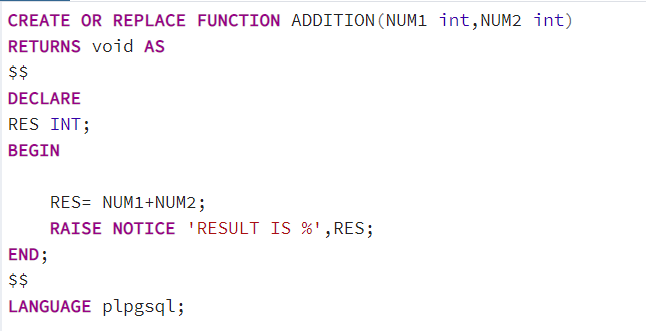 CREATE OR REPLACE FUNCTION ADDITION(NUM1 int,NUM2 int)
RETURNS void AS
$$
DECLARE
RES INT;
BEGIN
RES= NUM1+NUM2;
RAISE NOTICE 'RESULT IS %',RES;
END;
$$
LANGUAGE plpgsql;